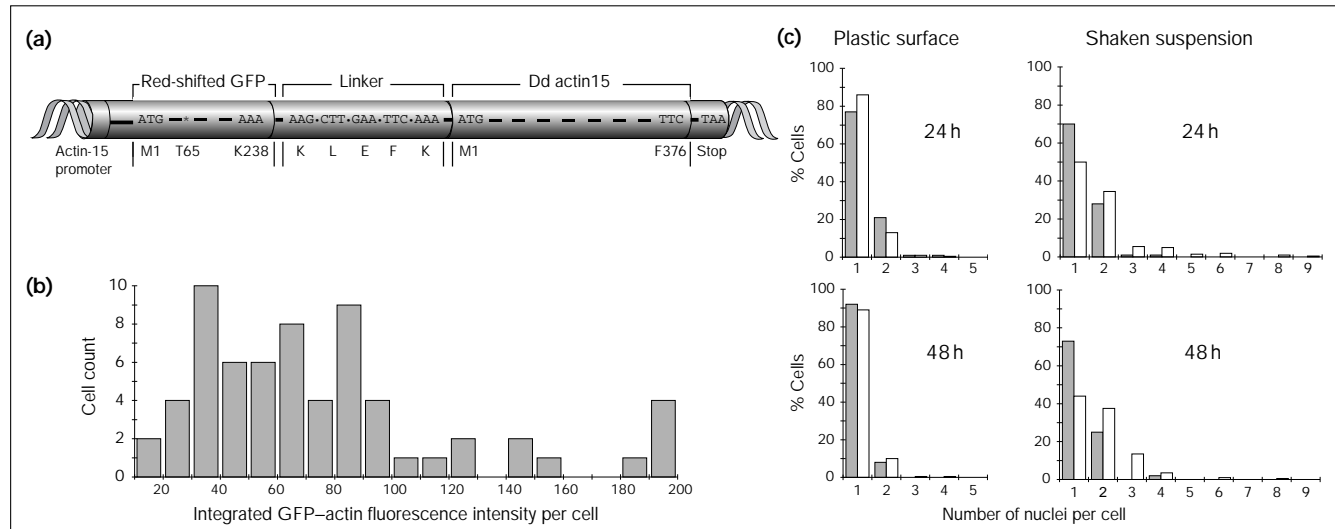 (a)
Red-shifted GFP
Linker
Dd actin15
ATG
*
AAA
AAG·CTT·GAA·TTC·AAA
ATG
TTC
TAA
Actin-15
promoter
M1
T65
K238
K
L
E
F
K
M1
F376
Stop
(b)
Cell count
10
8
6
4
2
0
20
40
60
80
100
120
140
160
180
200
Integrated GFP–actin fluorescence intensity per cell
(c)
Plastic surface
Shaken suspension
% Cells
100
80
60
40
20
0
24 h
1 2 3 4 5
100
80
60
40
20
0
24 h
1 2 3 4 5 6 7 8 9
% Cells
100
80
60
40
20
0
48 h
1 2 3 4 5
100
80
60
40
20
0
48 h
1 2 3 4 5 6 7 8 9
Number of nuclei per cell